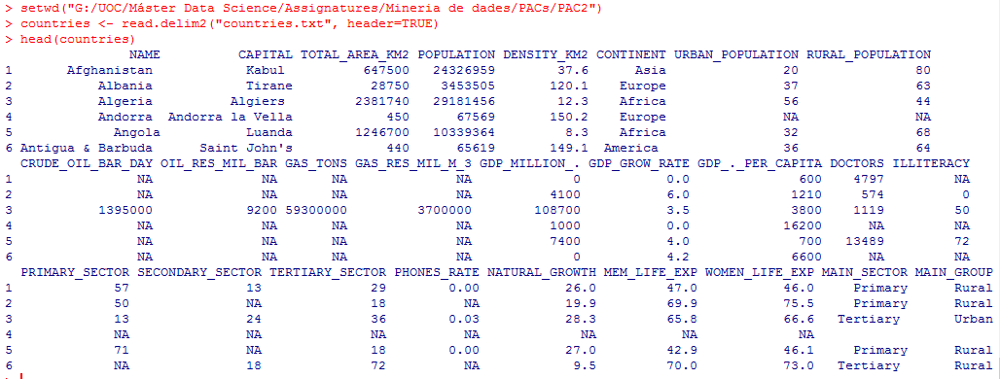 > setwd("G:/UOC/Máster Data Science/Assignatures/Mineria de dades/PACs/PAC2")
> countries <- read.delim2("countries.txt", header=TRUE)
> head(countries)
NAME CAPITAL TOTAL_AREA_KM2 POPULATION DENSITY_KM2 CONTINENT URBAN_POPULATION RURAL_POPULATION
1 Afghanistan Kabul 647500 24326959 37.6 Asia 20 80
2 Albania Tirane 28750 3453505 120.1 Europe 37 63
3 Algeria Algiers 2381740 29181456 12.3 Africa 56 44
4 Andorra Andorra la Vella 450 67569 150.2 Europe NA NA
5 Angola Luanda 1246700 10339364 8.3 Africa 32 68
6 Antigua & Barbuda Saint John's 440 65619 149.1 America 36 64
CRUDE_OIL_BAR_DAY OIL_RES_MIL_BAR GAS_TONS GAS_RES_MIL_M_3 GDP_MILLION_. GDP_GROW_RATE GDP_._PER_CAPITA DOCTORS ILLITERACY
1 NA NA NA NA 0 0.0 600 4797 NA
2 NA NA NA NA 4100 6.0 1210 574 0
3 1395000 9200 59300000 3700000 108700 3.5 3800 1119 50
4 NA NA NA NA 1000 0.0 16200 NA NA
5 NA NA NA NA 7400 4.0 700 13489 72
6 NA NA NA NA 0 4.2 6600 NA NA
PRIMARY_SECTOR SECONDARY_SECTOR TERTIARY_SECTOR PHONES_RATE NATURAL_GROWTH MEM_LIFE_EXP WOMEN_LIFE_EXP MAIN_SECTOR MAIN_GROUP
1 57 13 29 0.00 26.0 47.0 46.0 Primary Rural
2 50 NA 18 NA 19.9 69.9 75.5 Primary Rural
3 13 24 36 0.03 28.3 65.8 66.6 Tertiary Urban
4 NA NA NA NA NA NA NA
5 71 NA 18 0.00 27.0 42.9 46.1 Primary Rural
6 NA 18 72 NA 9.5 70.0 73.0 Tertiary Rural